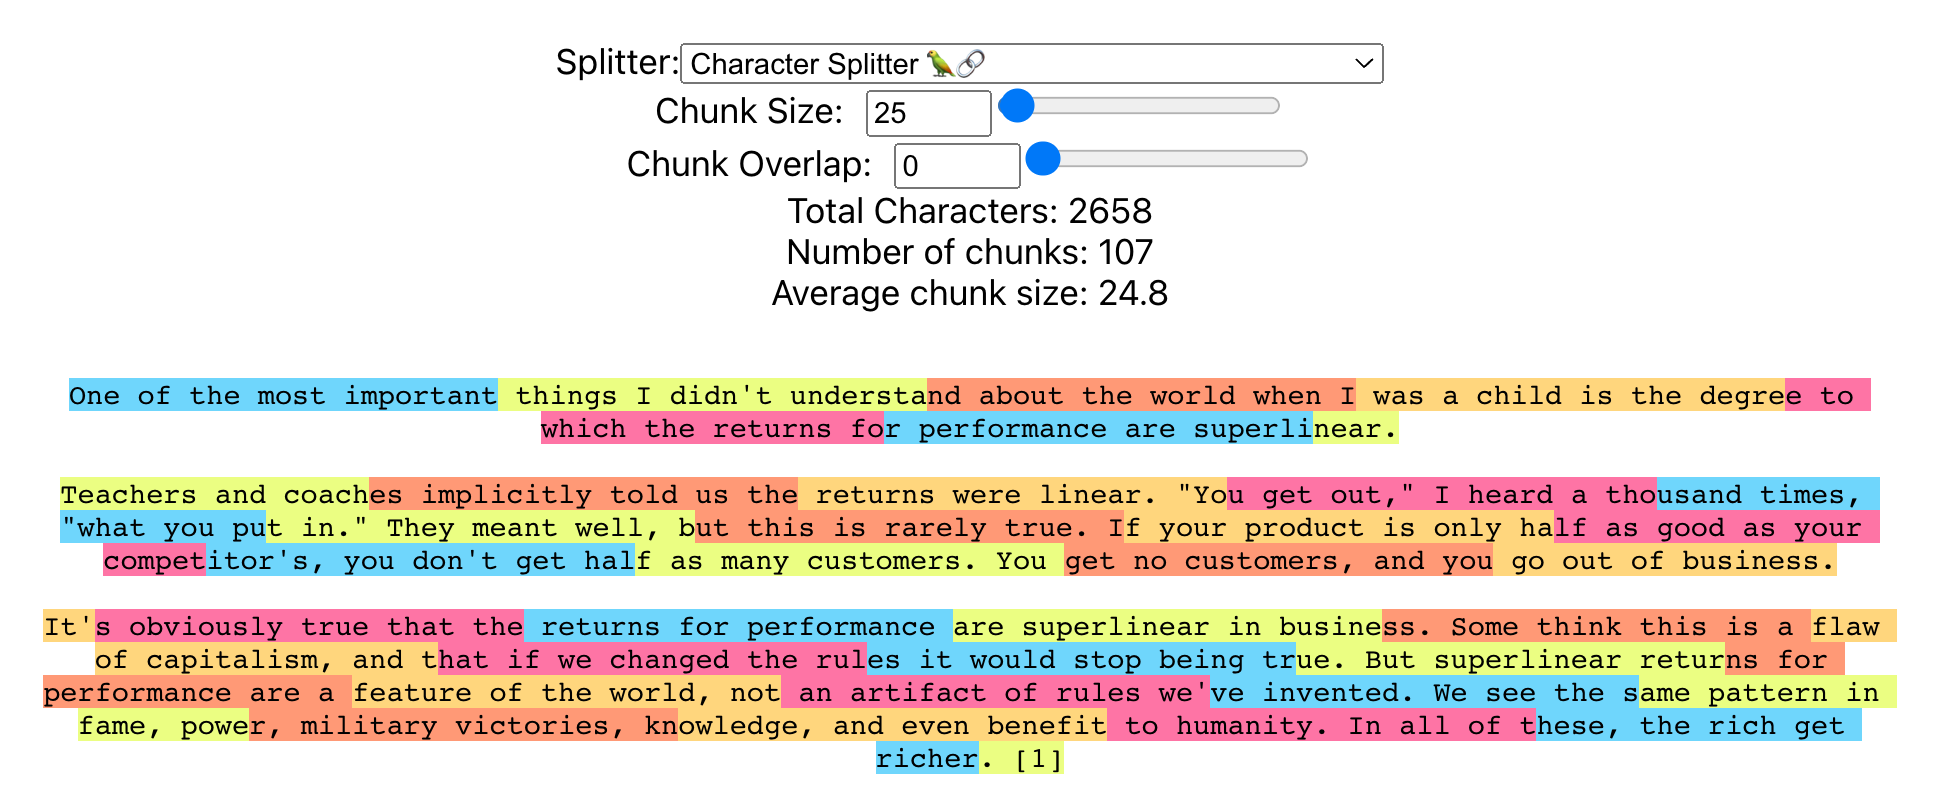 Splitter: Character Splitter 🦜🔗
Chunk Size: 25
Chunk Overlap: 0
Total Characters: 2658
Number of chunks: 107
Average chunk size: 24.8
One of the most important things I didn't understand about the world when I was a child is the degree to
which the returns for performance are superlinear.
Teachers and coaches implicitly told us the returns were linear. "You get out," I heard a thousand times,
"what you put in." They meant well, but this is rarely true. If your product is only half as good as your
competitor's, you don't get half as many customers. You get no customers, and you go out of business.
It's obviously true that the returns for performance are superlinear in business. Some think this is a flaw
of capitalism, and that if we changed the rules it would stop being true. But superlinear returns for
performance are a feature of the world, not an artifact of rules we've invented. We see the same pattern in
fame, power, military victories, knowledge, and even benefit to humanity. In all of these, the rich get
richer. [1]